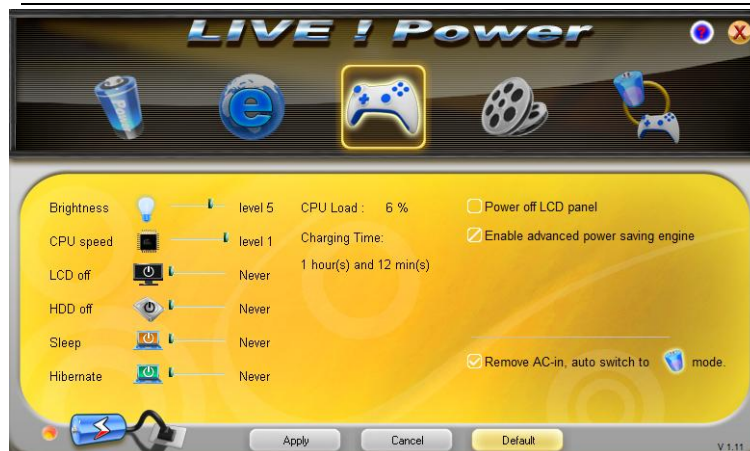 LIVE ! Power
Power
e
?
X
Brightness
level 5
CPU Load :
6 %
Power off LCD panel
CPU speed
level 1
Charging Time:
Enable advanced power saving engine
LCD off
Never
1 hour(s) and 12 min(s)
HDD off
Never
Sleep
Never
Remove AC-in, auto switch to
mode.
Hibernate
Never
Apply
Cancel
Default
V 1.11